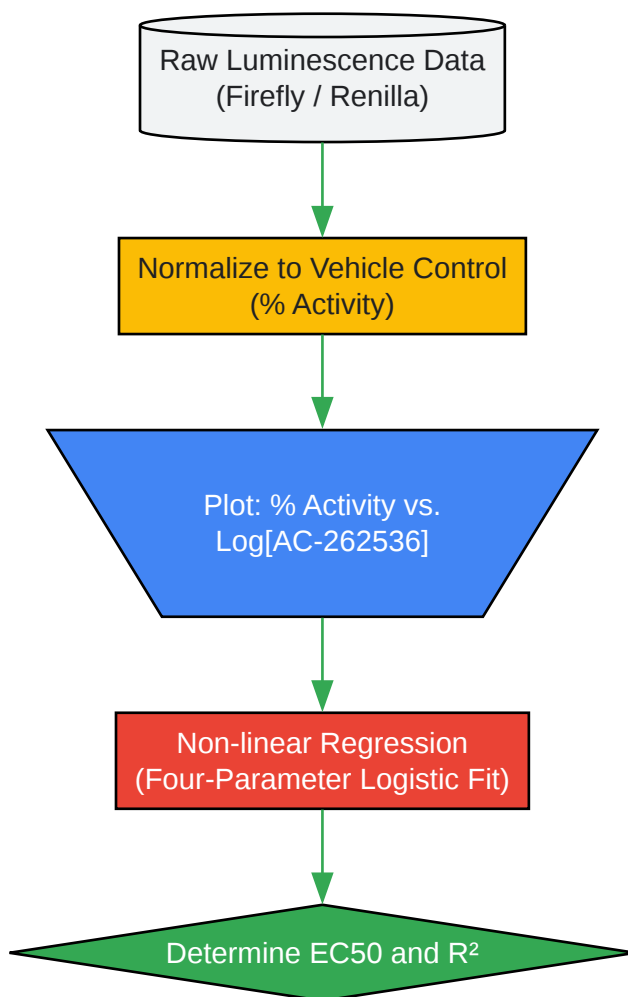 Raw Luminescence Data
(Firefly / Renilla)
Normalize to Vehicle Control
(% Activity)
Plot: % Activity vs.
Log[AC-262536]
Non-linear Regression
(Four-Parameter Logistic Fit)
Determine EC50 and R²